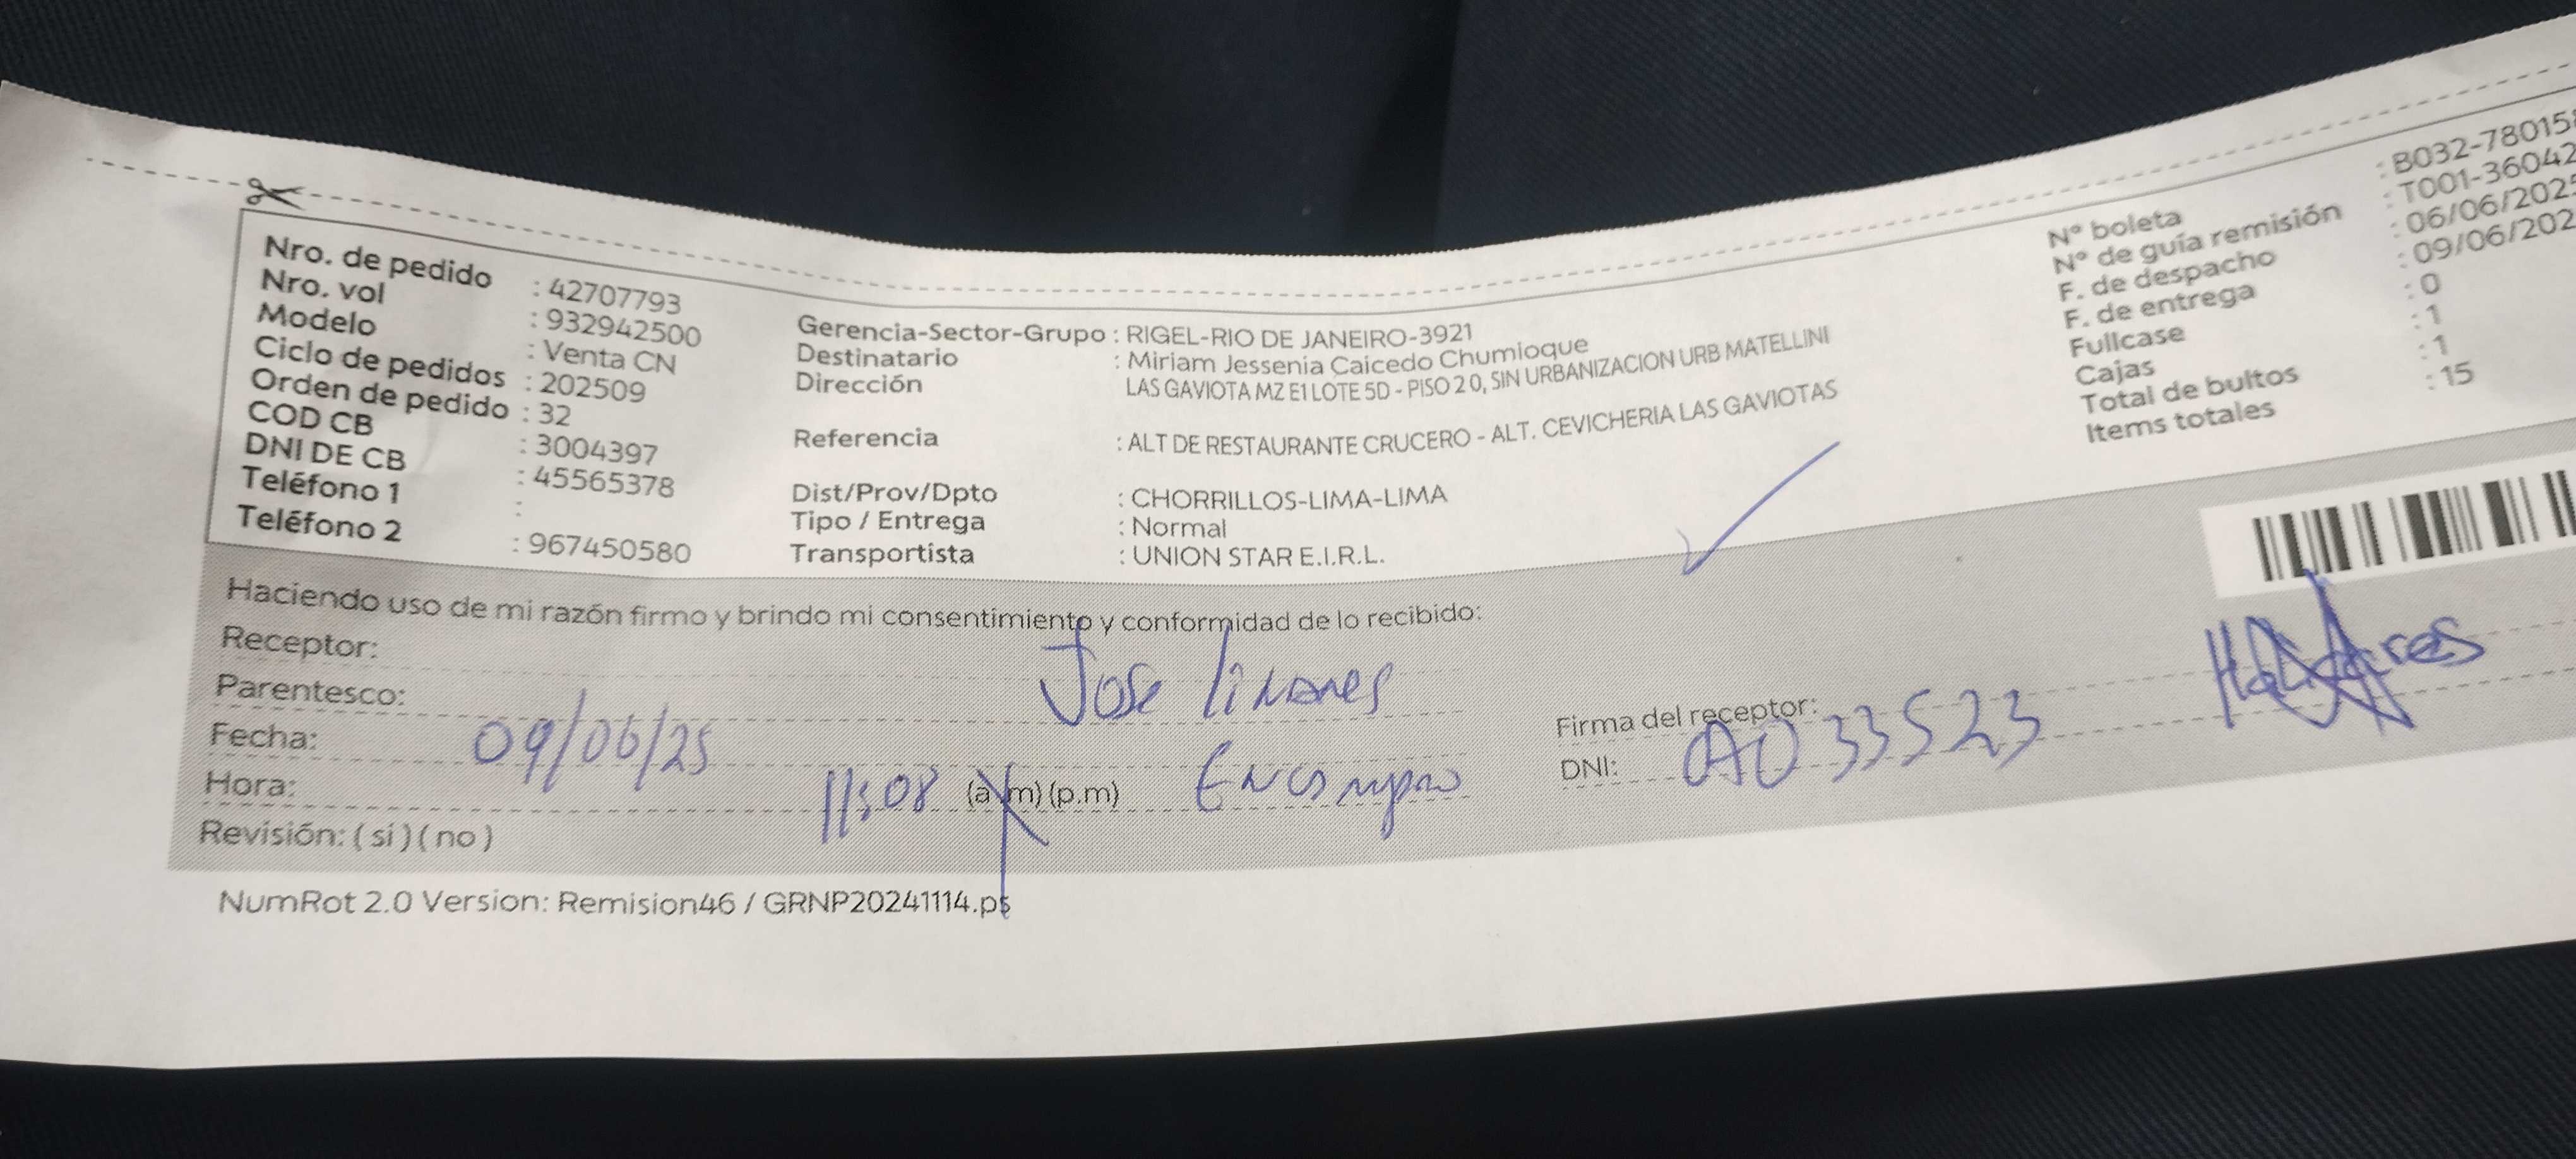 Nro. de pedido : 42707793
Nro. vol : 932942500
Modelo : Venta CN
Ciclo de pedidos : 202509
Orden de pedido : 32
COD CB : 3004397
DNI DE CB : 45565378
Teléfono 1 :
Teléfono 2 : 967450580
Gerencia-Sector-Grupo : RIGEL-RIO DE JANEIRO-3921
Destinatario : Miriam Jessenia Caicedo Chumioque
Dirección LAS GAVIOTA MZ E1 LOTE 5D - PISO 2 0, SIN URBANIZACION URB MATELLINI
Referencia : ALT DE RESTAURANTE CRUCERO - ALT. CEVICHERIA LAS GAVIOTAS
Dist/Prov/Dpto : CHORRILLOS-LIMA-LIMA
Tipo / Entrega : Normal
Transportista : UNION STAR E.I.R.L.
N° boleta : B032-78015
N° de guía remisión : T001-36042
F. de despacho : 06/06/2025
F. de entrega : 09/06/202
Fullcase : 0
Cajas : 1
Total de bultos : 1
Items totales : 15
Haciendo uso de mi razón firmo y brindo mi consentimiento y conformidad de lo recibido:
Receptor: Jose linares
Parentesco:
Fecha: 09/06/25
Hora: 11:08 (a.m) (p.m)
Revisión: ( si ) ( no )
Firma del receptor:
DNI: A033523
NumRot 2.0 Version: Remision46 / GRNP20241114.ps